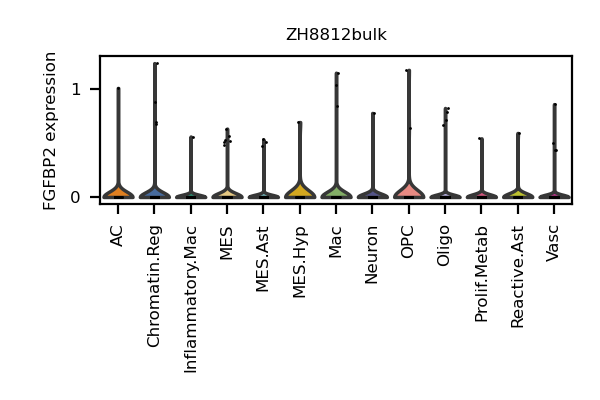 ZH8812bulk
FGFBP2 expression
1
0
AC
Chromatin.Reg
Inflammatory.Mac
MES
MES.Ast
MES.Hyp
Mac
Neuron
OPC
Oligo
Prolif.Metab
Reactive.Ast
Vasc